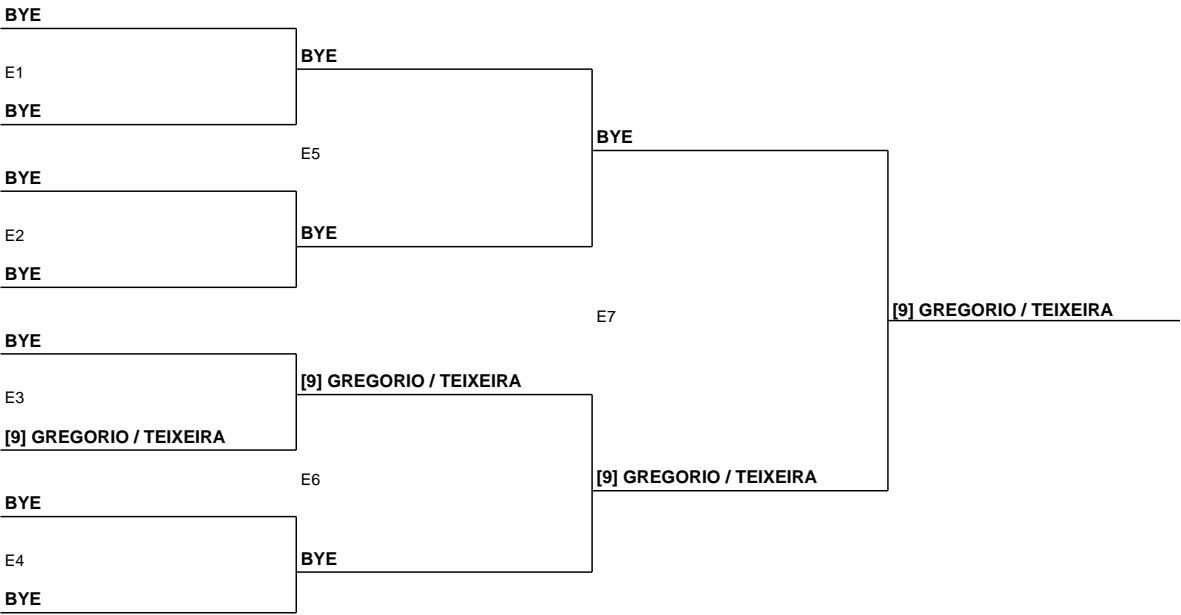 BYE
E1
BYE
BYE
E2
BYE
BYE
E3
[9] GREGORIO / TEIXEIRA
BYE
E4
BYE
BYE
E5
BYE
[9] GREGORIO / TEIXEIRA
E6
BYE
BYE
E7
[9] GREGORIO / TEIXEIRA
[9] GREGORIO / TEIXEIRA